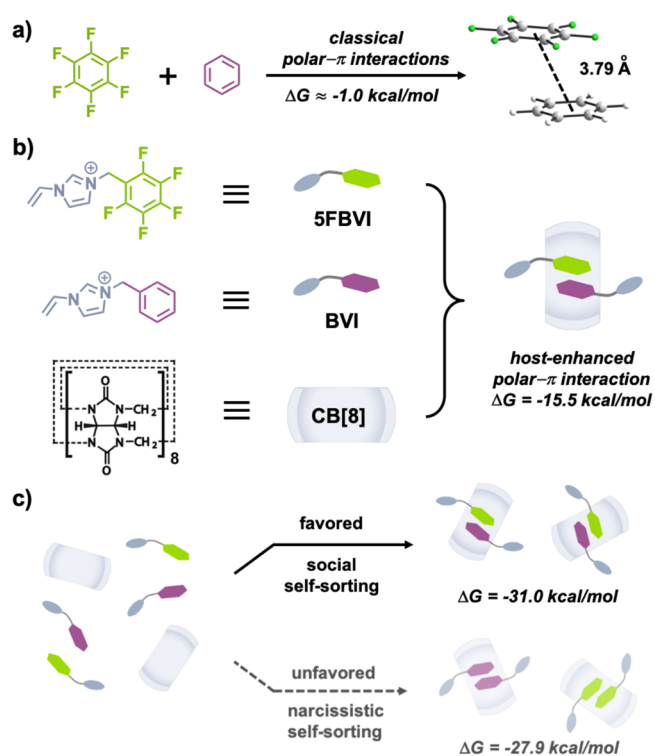 a)
F
F
F
F
F
F
+
classical
polar−π interactions
ΔG ≈ -1.0 kcal/mol
3.79 Å
b)
N
⊕
N
F
F
F
F
F
≡
5FBVI
N
⊕
N
≡
BVI
O
N N−CH₂
H H
N N−CH₂
O
8
≡
CB[8]
host-enhanced
polar−π interaction
ΔG = -15.5 kcal/mol
c)
favored
social
self-sorting
ΔG = -31.0 kcal/mol
unfavored
narcissistic
self-sorting
ΔG = -27.9 kcal/mol